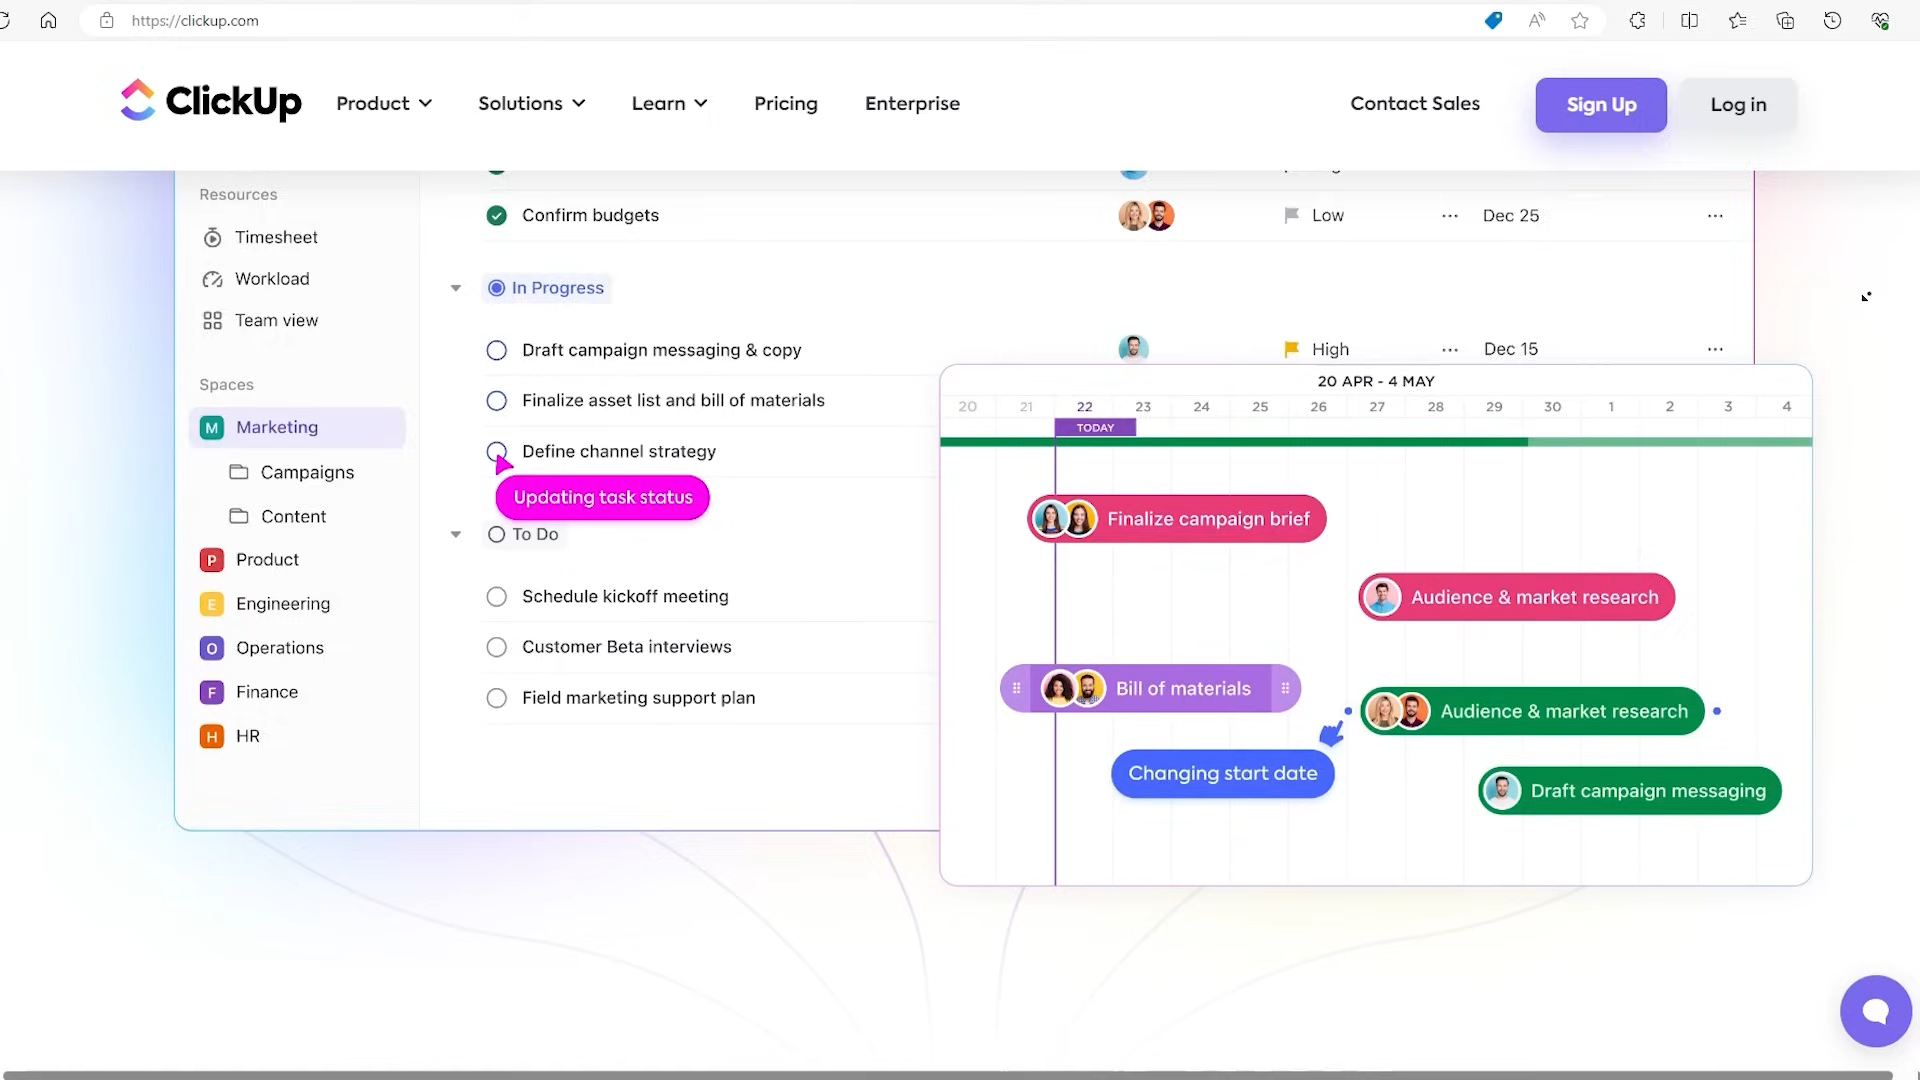 https://clickup.com
ClickUp
Product
Solutions
Learn
Pricing
Enterprise
Contact Sales
Sign Up
Log in
Resources
Timesheet
Workload
Team view
Spaces
M Marketing
Campaigns
Content
P Product
E Engineering
O Operations
F Finance
H HR
Confirm budgets
Low
Dec 25
In Progress
Draft campaign messaging & copy
High
Dec 15
Finalize asset list and bill of materials
Define channel strategy
Updating task status
To Do
Schedule kickoff meeting
Customer Beta interviews
Field marketing support plan
20 APR - 4 MAY
20 21 22 23 24 25 26 27 28 29 30 1 2 3 4
TODAY
Finalize campaign brief
Audience & market research
Bill of materials
Audience & market research
Changing start date
Draft campaign messaging